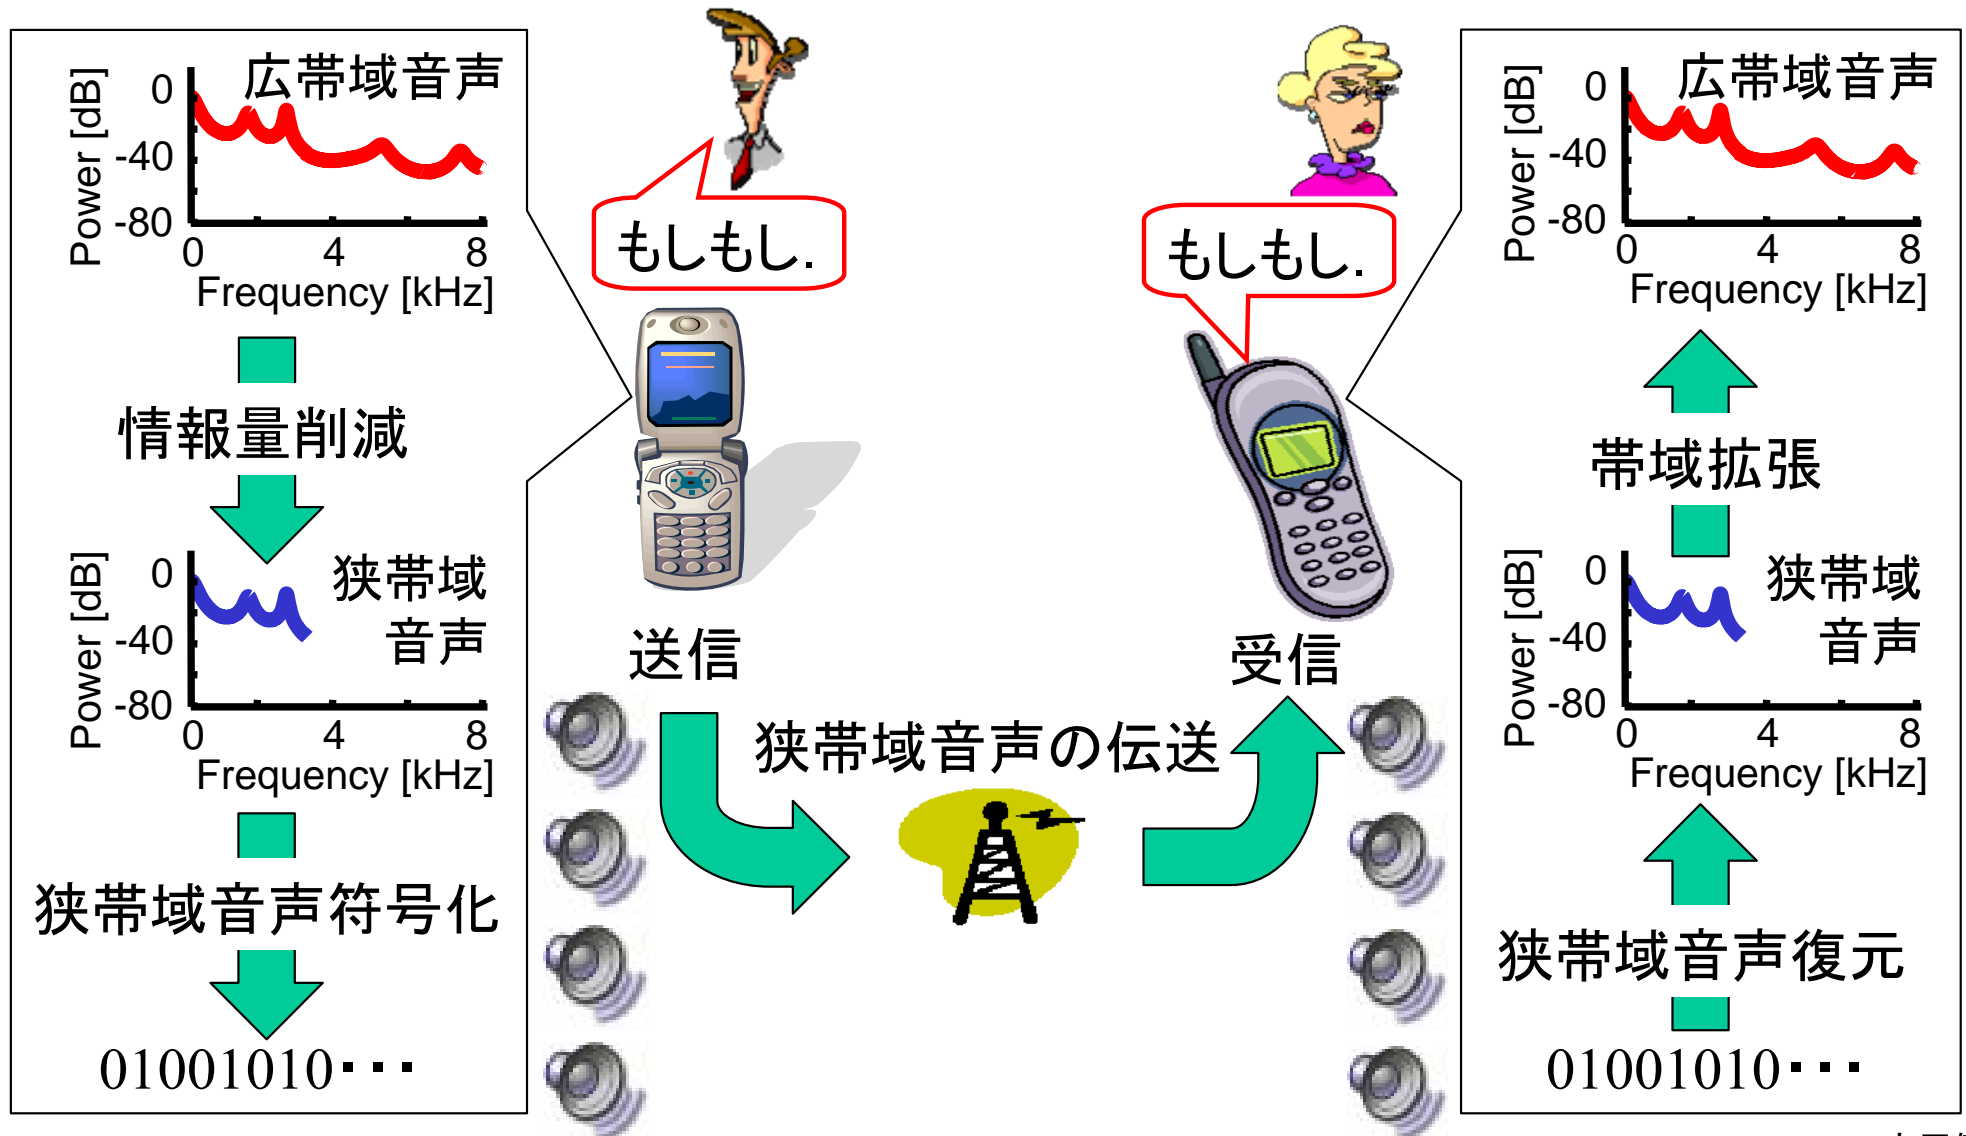 広帯域音声
Power [dB]
0
-40
-80
0 4 8
Frequency [kHz]
情報量削減
狭帯域
音声
Power [dB]
0
-40
-80
0 4 8
Frequency [kHz]
狭帯域音声符号化
01001010・・・
もしもし.
送信
狭帯域音声の伝送
もしもし.
受信
広帯域音声
Power [dB]
0
-40
-80
0 4 8
Frequency [kHz]
帯域拡張
狭帯域
音声
Power [dB]
0
-40
-80
0 4 8
Frequency [kHz]
狭帯域音声復元
01001010・・・